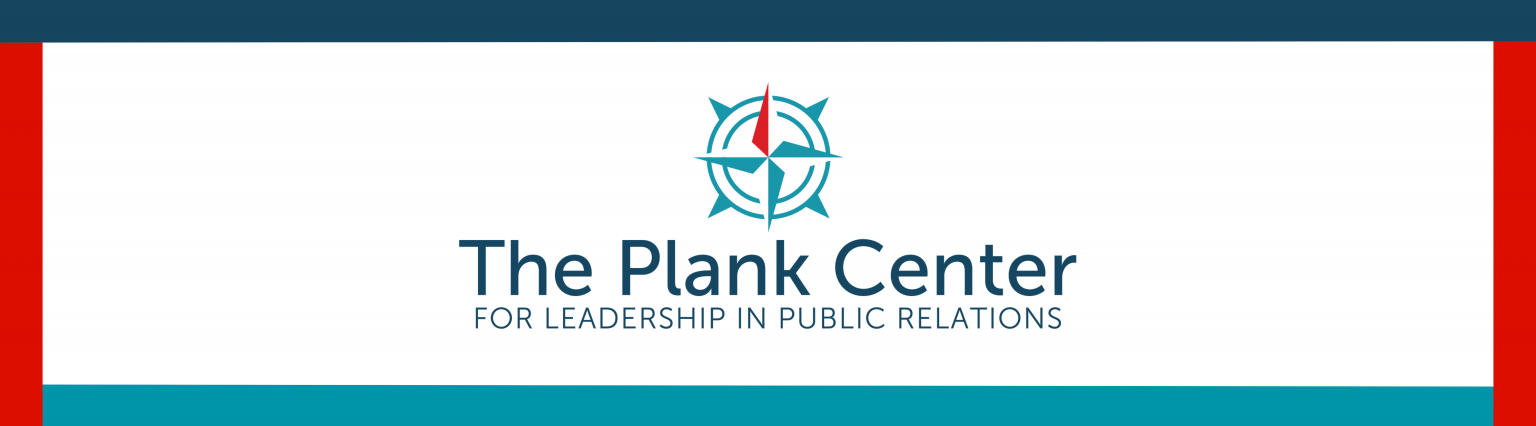 The Plank Center
FOR LEADERSHIP IN PUBLIC RELATIONS